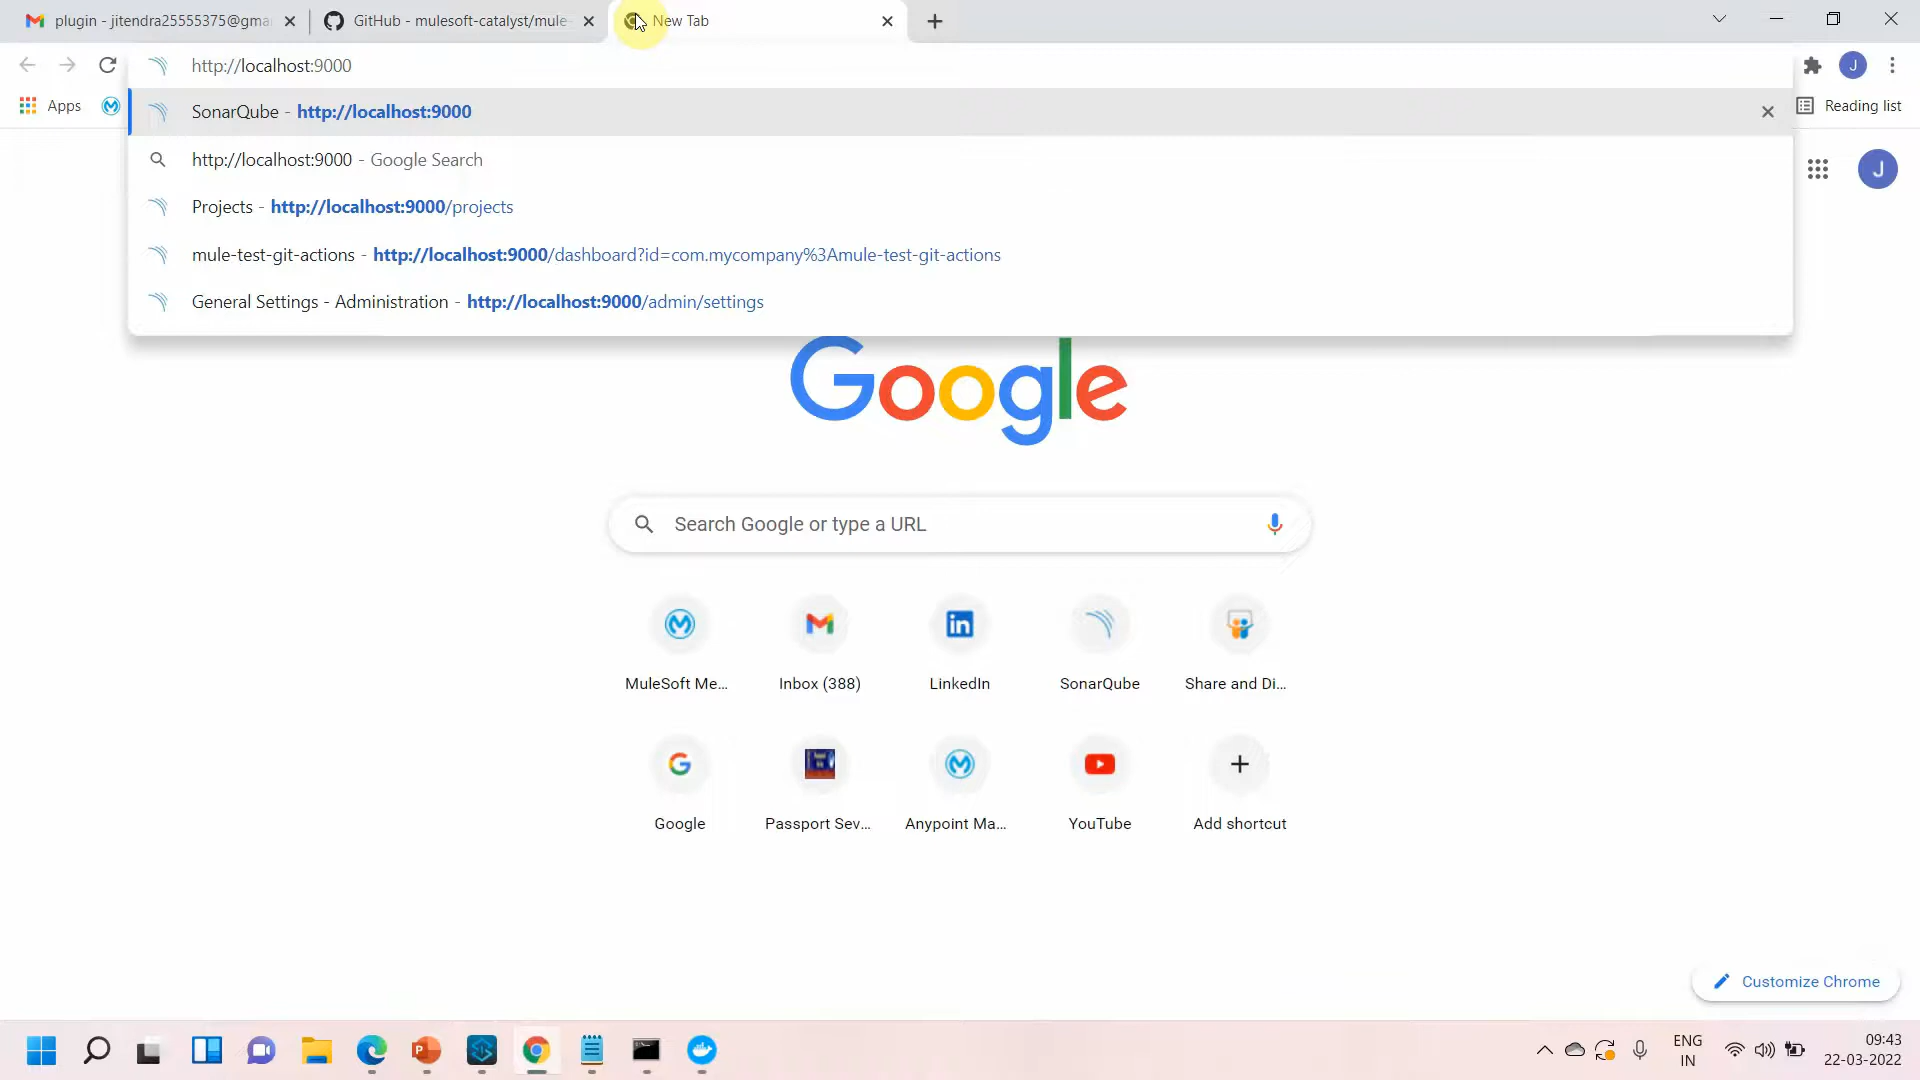 plugin - jitendra25555375@gma
GitHub - mulesoft-catalyst/mule-
New Tab
http://localhost:9000
Apps
SonarQube - http://localhost:9000
Reading list
http://localhost:9000 - Google Search
Projects - http://localhost:9000/projects
J
J
mule-test-git-actions - http://localhost:9000/dashboard?id=com.mycompany%3Amule-test-git-actions
General Settings - Administration - http://localhost:9000/admin/settings
Google
Search Google or type a URL
MuleSoft Me...
Inbox (388)
LinkedIn
SonarQube
Share and Di...
Google
Passport Sev...
Anypoint Ma...
YouTube
Add shortcut
Customize Chrome
ENG
IN
09:43
22-03-2022